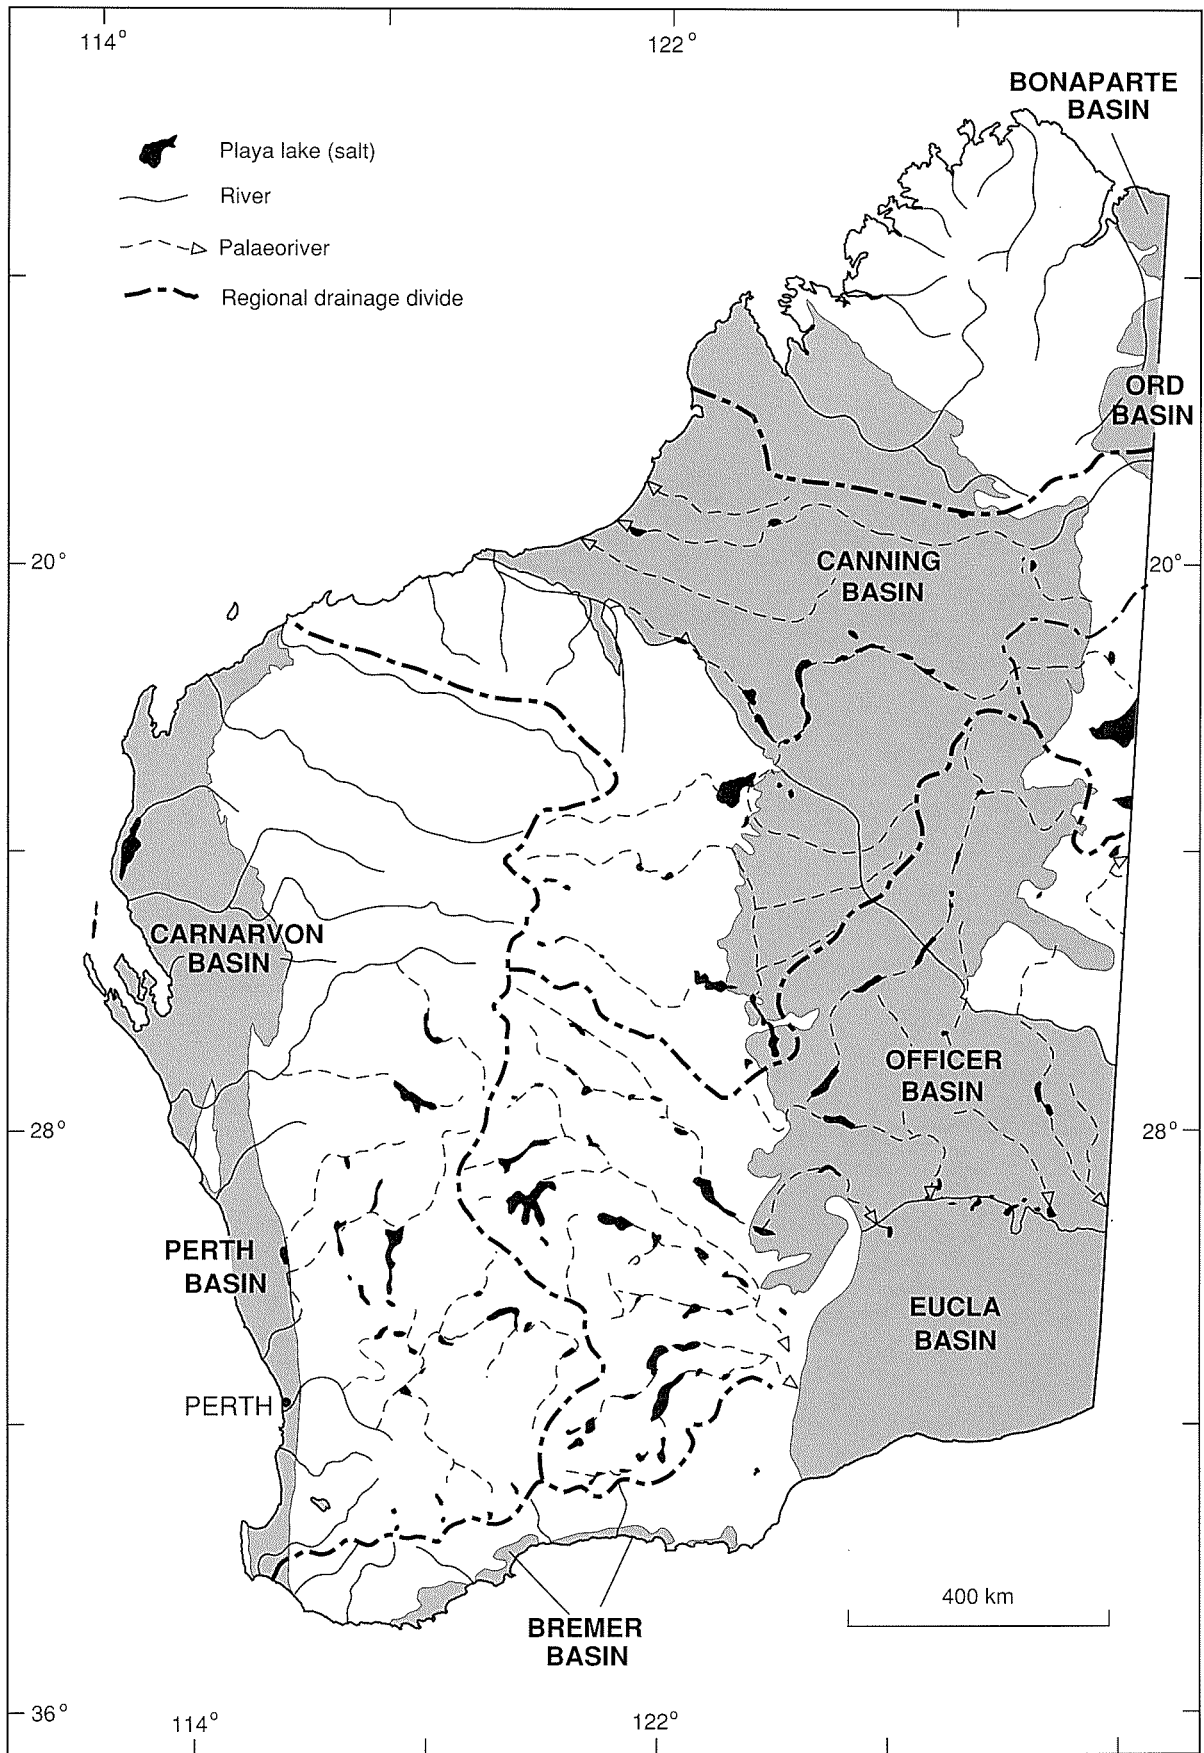 114°
122°
BONAPARTE
BASIN
Playa lake (salt)
River
Palaeoriver
Regional drainage divide
ORD
BASIN
20°
CANNING
BASIN
20°
CARNARVON
BASIN
OFFICER
BASIN
28°
28°
PERTH
BASIN
EUCLA
BASIN
PERTH
400 km
BREMER
BASIN
36°
114°
122°